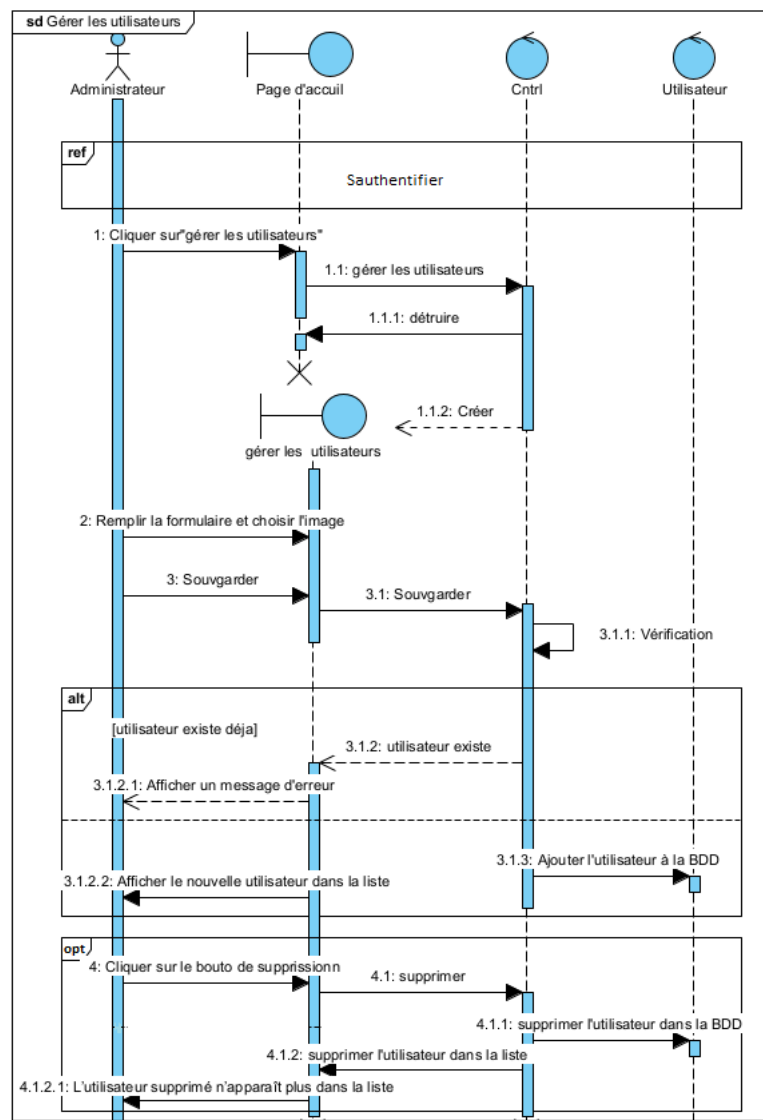 sd Gérer les utilisateurs
Administrateur
Page d'accuil
Cntrl
Utilisateur
ref
Sauthentifier
1: Cliquer sur"gérer les utilisateurs"
1.1: gérer les utilisateurs
1.1.1: détruire
1.1.2: Créer
gérer les utilisateurs
2: Remplir la formulaire et choisir l'image
3: Souvgarder
3.1: Souvgarder
3.1.1: Vérification
alt
[utilisateur existe déja]
3.1.2: utilisateur existe
3.1.2.1: Afficher un message d'erreur
3.1.3: Ajouter l'utilisateur à la BDD
3.1.2.2: Afficher le nouvelle utilisateur dans la liste
opt
4: Cliquer sur le bouto de supprissionn
4.1: supprimer
4.1.1: supprimer l'utilisateur dans la BDD
4.1.2: supprimer l'utilisateur dans la liste
4.1.2.1: L'utilisateur supprimé n'apparaît plus dans la liste